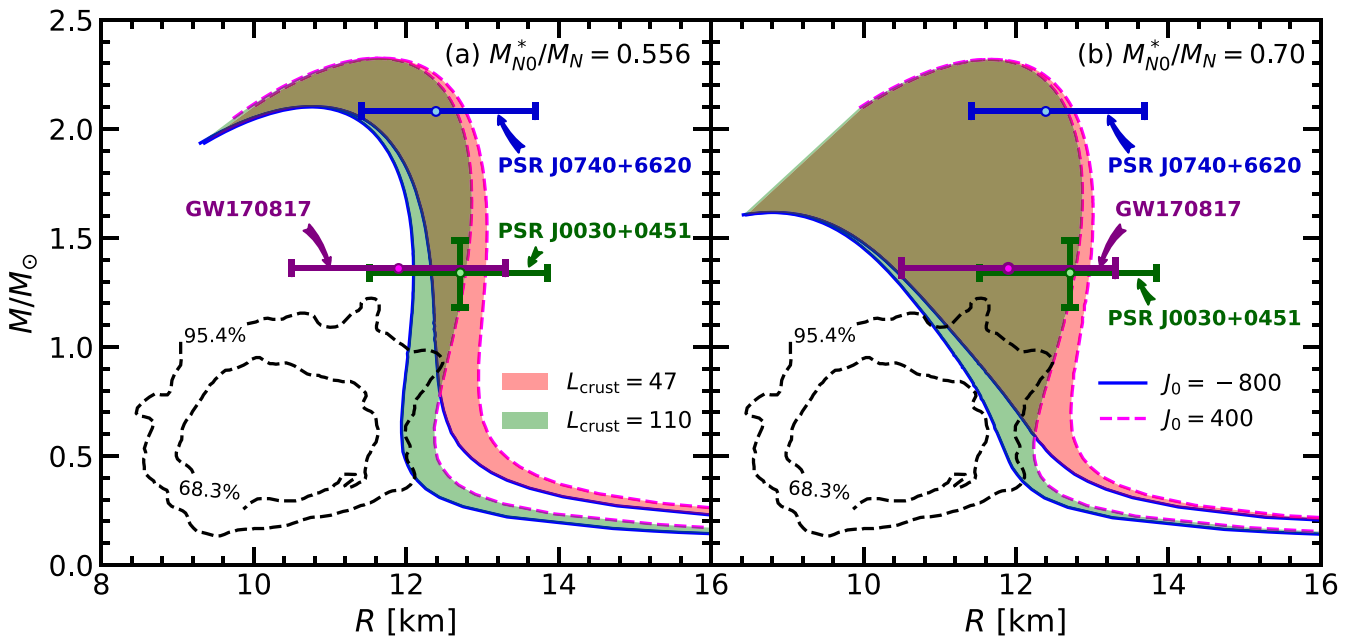 2.5
2.0
1.5
1.0
0.5
0.0
M/M⊙
(a) M*N0/MN = 0.556
PSR J0740+6620
GW170817
PSR J0030+0451
95.4%
68.3%
Lcrust = 47
Lcrust = 110
8 10 12 14 16
R [km]
(b) M*N0/MN = 0.70
PSR J0740+6620
GW170817
PSR J0030+0451
95.4%
68.3%
J0 = −800
J0 = 400
10 12 14 16
R [km]